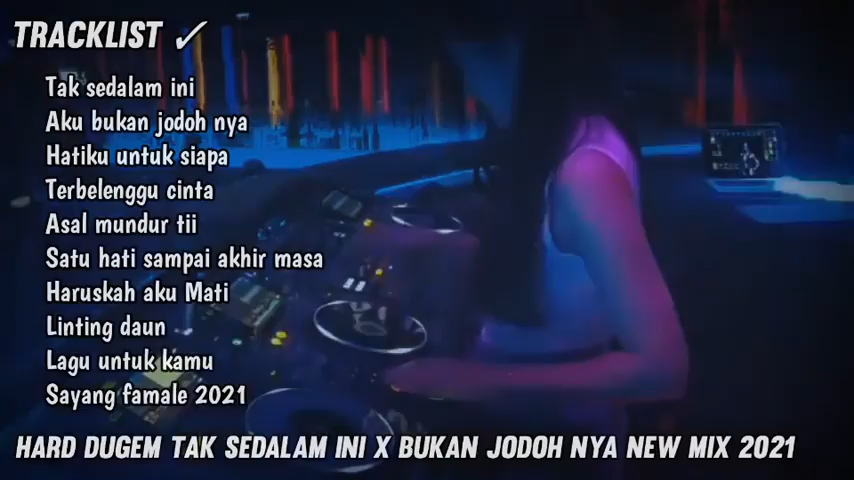 TRACKLIST ✓
Tak sedalam ini
Aku bukan jodoh nya
Hatiku untuk siapa
Terbelenggu cinta
Asal mundur tii
Satu hati sampai akhir masa
Haruskah aku Mati
Linting daun
Lagu untuk kamu
Sayang famale 2021
HARD DUGEM TAK SEDALAM INI X BUKAN JODOH NYA NEW MIX 2021